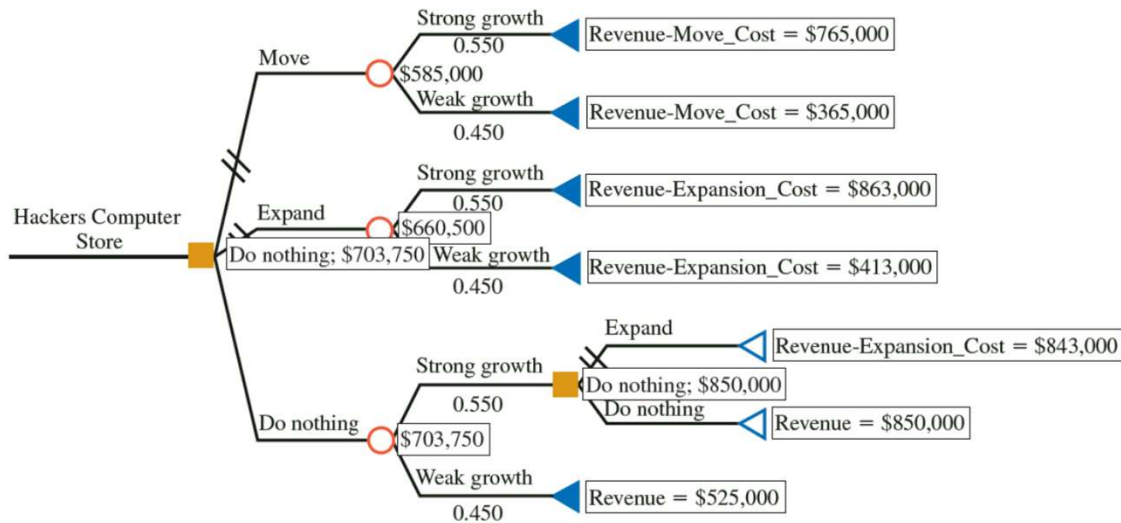 Strong growth
0.550
Revenue-Move_Cost = $765,000
Move
$585,000
Weak growth
0.450
Revenue-Move_Cost = $365,000
Strong growth
0.550
Revenue-Expansion_Cost = $863,000
Hackers Computer
Store
Expand
$660,500
Do nothing; $703,750
Weak growth
0.450
Revenue-Expansion_Cost = $413,000
Expand
Revenue-Expansion_Cost = $843,000
Strong growth
0.550
Do nothing; $850,000
Do nothing
Revenue = $850,000
Do nothing
$703,750
Weak growth
0.450
Revenue = $525,000